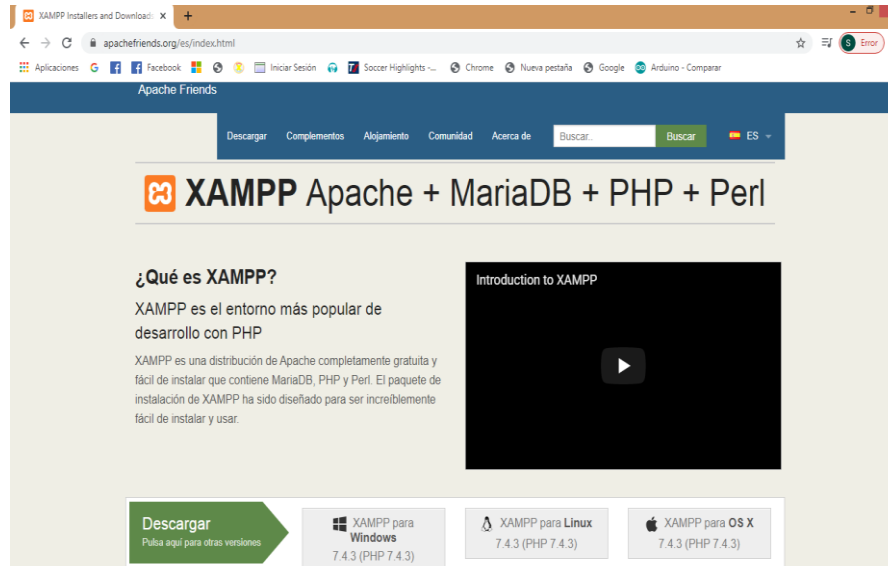 XAMPP Installers and Download
apachefriends.org/es/index.html
S Error
Aplicaciones Facebook Iniciar Sesión Soccer Highlights -... Chrome Nueva pestaña Google Arduino - Comparar
Apache Friends
Descargar Complementos Alojamiento Comunidad Acerca de Buscar... Buscar ES
XAMPP Apache + MariaDB + PHP + Perl
¿Qué es XAMPP?
XAMPP es el entorno más popular de
desarrollo con PHP
XAMPP es una distribución de Apache completamente gratuita y
fácil de instalar que contiene MariaDB, PHP y Perl. El paquete de
instalación de XAMPP ha sido diseñado para ser increíblemente
fácil de instalar y usar.
Introduction to XAMPP
Descargar
Pulsa aquí para otras versiones
XAMPP para
Windows
7.4.3 (PHP 7.4.3)
XAMPP para Linux
7.4.3 (PHP 7.4.3)
XAMPP para OS X
7.4.3 (PHP 7.4.3)